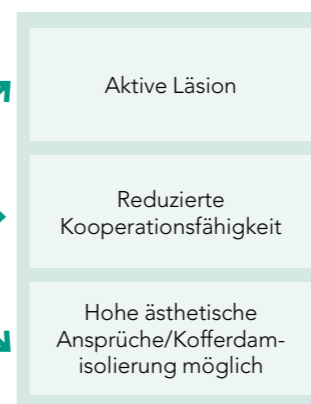 Aktive Läsion
Reduzierte
Kooperationsfähigkeit
Hohe ästhetische
Ansprüche/Kofferdam-
isolierung möglich